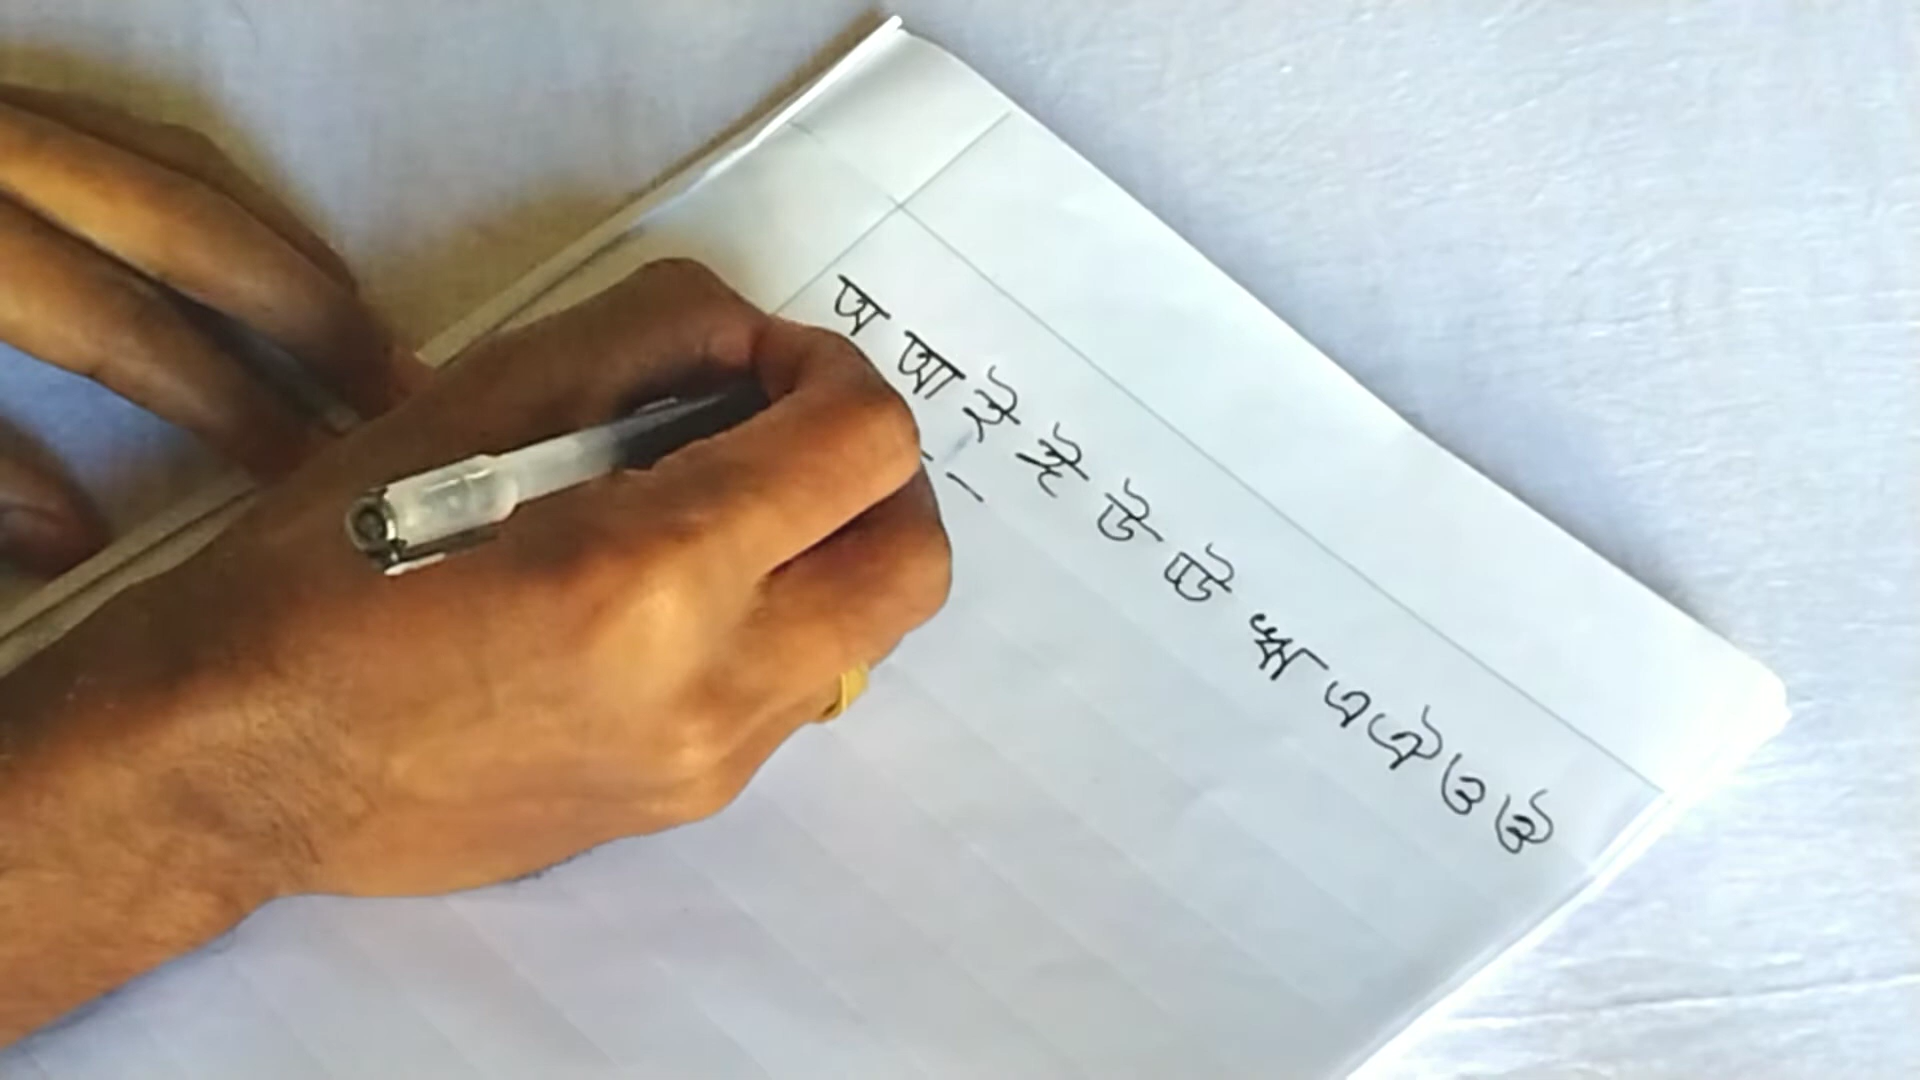 অ আ ই ঈ উ ঊ ঋ এ ঐ ও ঔ